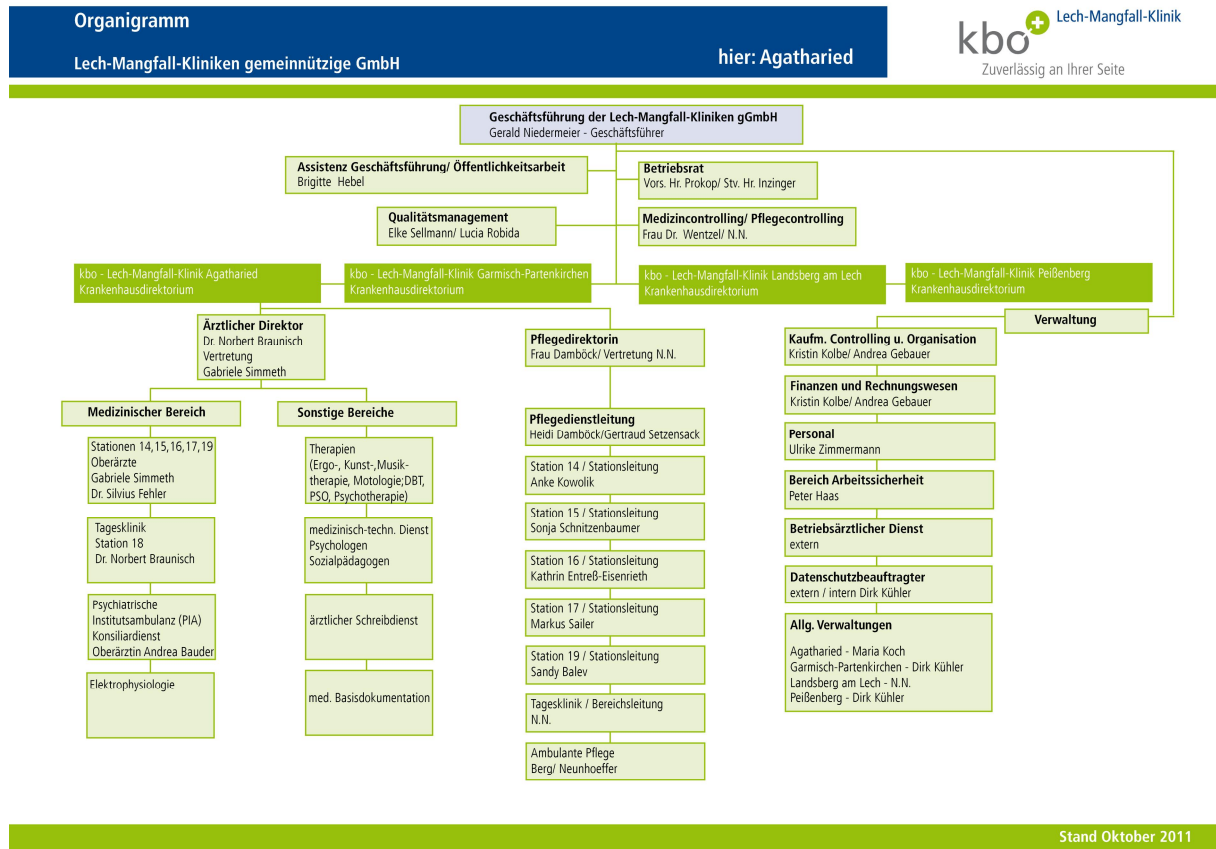 Organigramm
Lech-Mangfall-Kliniken gemeinnützige GmbH
hier: Agatharied
kbo
Lech-Mangfall-Klinik
Zuverlässig an Ihrer Seite
Geschäftsführung der Lech-Mangfall-Kliniken gGmbH
Gerald Niedermeier - Geschäftsführer
Assistenz Geschäftsführung/ Öffentlichkeitsarbeit
Brigitte Hebel
Betriebsrat
Vors. Hr. Prokop/ Stv. Hr. Inzinger
Qualitätsmanagement
Elke Sellmann/ Lucia Robida
Medizincontrolling/ Pflegecontrolling
Frau Dr. Wentzel/ N.N.
kbo - Lech-Mangfall-Klinik Agatharied
Krankenhausdirektorium
kbo - Lech-Mangfall-Klinik Garmisch-Partenkirchen
Krankenhausdirektorium
kbo - Lech-Mangfall-Klinik Landsberg am Lech
Krankenhausdirektorium
kbo - Lech-Mangfall-Klinik Peißenberg
Krankenhausdirektorium
Ärztlicher Direktor
Dr. Norbert Braunisch
Vertretung
Gabriele Simmeth
Medizinischer Bereich
Stationen 14,15,16,17,19
Oberärzte
Gabriele Simmeth
Dr. Silvius Fehler
Tagesklinik
Station 18
Dr. Norbert Braunisch
Psychiatrische
Institutsambulanz (PIA)
Konsiliardienst
Oberärztin Andrea Bauder
Elektrophysiologie
Sonstige Bereiche
Therapien
(Ergo-, Kunst-,Musik-
therapie, Motologie;DBT,
PSO, Psychotherapie)
medizinisch-techn. Dienst
Psychologen
Sozialpädagogen
ärztlicher Schreibdienst
med. Basisdokumentation
Pflegedirektorin
Frau Damböck/ Vertretung N.N.
Pflegedienstleitung
Heidi Damböck/Gertraud Setzensack
Station 14 / Stationsleitung
Anke Kowolik
Station 15 / Stationsleitung
Sonja Schnitzenbaumer
Station 16 / Stationsleitung
Kathrin Entreß-Eisenrieth
Station 17 / Stationsleitung
Markus Sailer
Station 19 / Stationsleitung
Sandy Balev
Tagesklinik / Bereichsleitung
N.N.
Ambulante Pflege
Berg/ Neunhoeffer
Verwaltung
Kaufm. Controlling u. Organisation
Kristin Kolbe/ Andrea Gebauer
Finanzen und Rechnungswesen
Kristin Kolbe/ Andrea Gebauer
Personal
Ulrike Zimmermann
Bereich Arbeitssicherheit
Peter Haas
Betriebsärztlicher Dienst
extern
Datenschutzbeauftragter
extern / intern Dirk Kühler
Allg. Verwaltungen
Agatharied - Maria Koch
Garmisch-Partenkirchen - Dirk Kühler
Landsberg am Lech - N.N.
Peißenberg - Dirk Kühler
Stand Oktober 2011